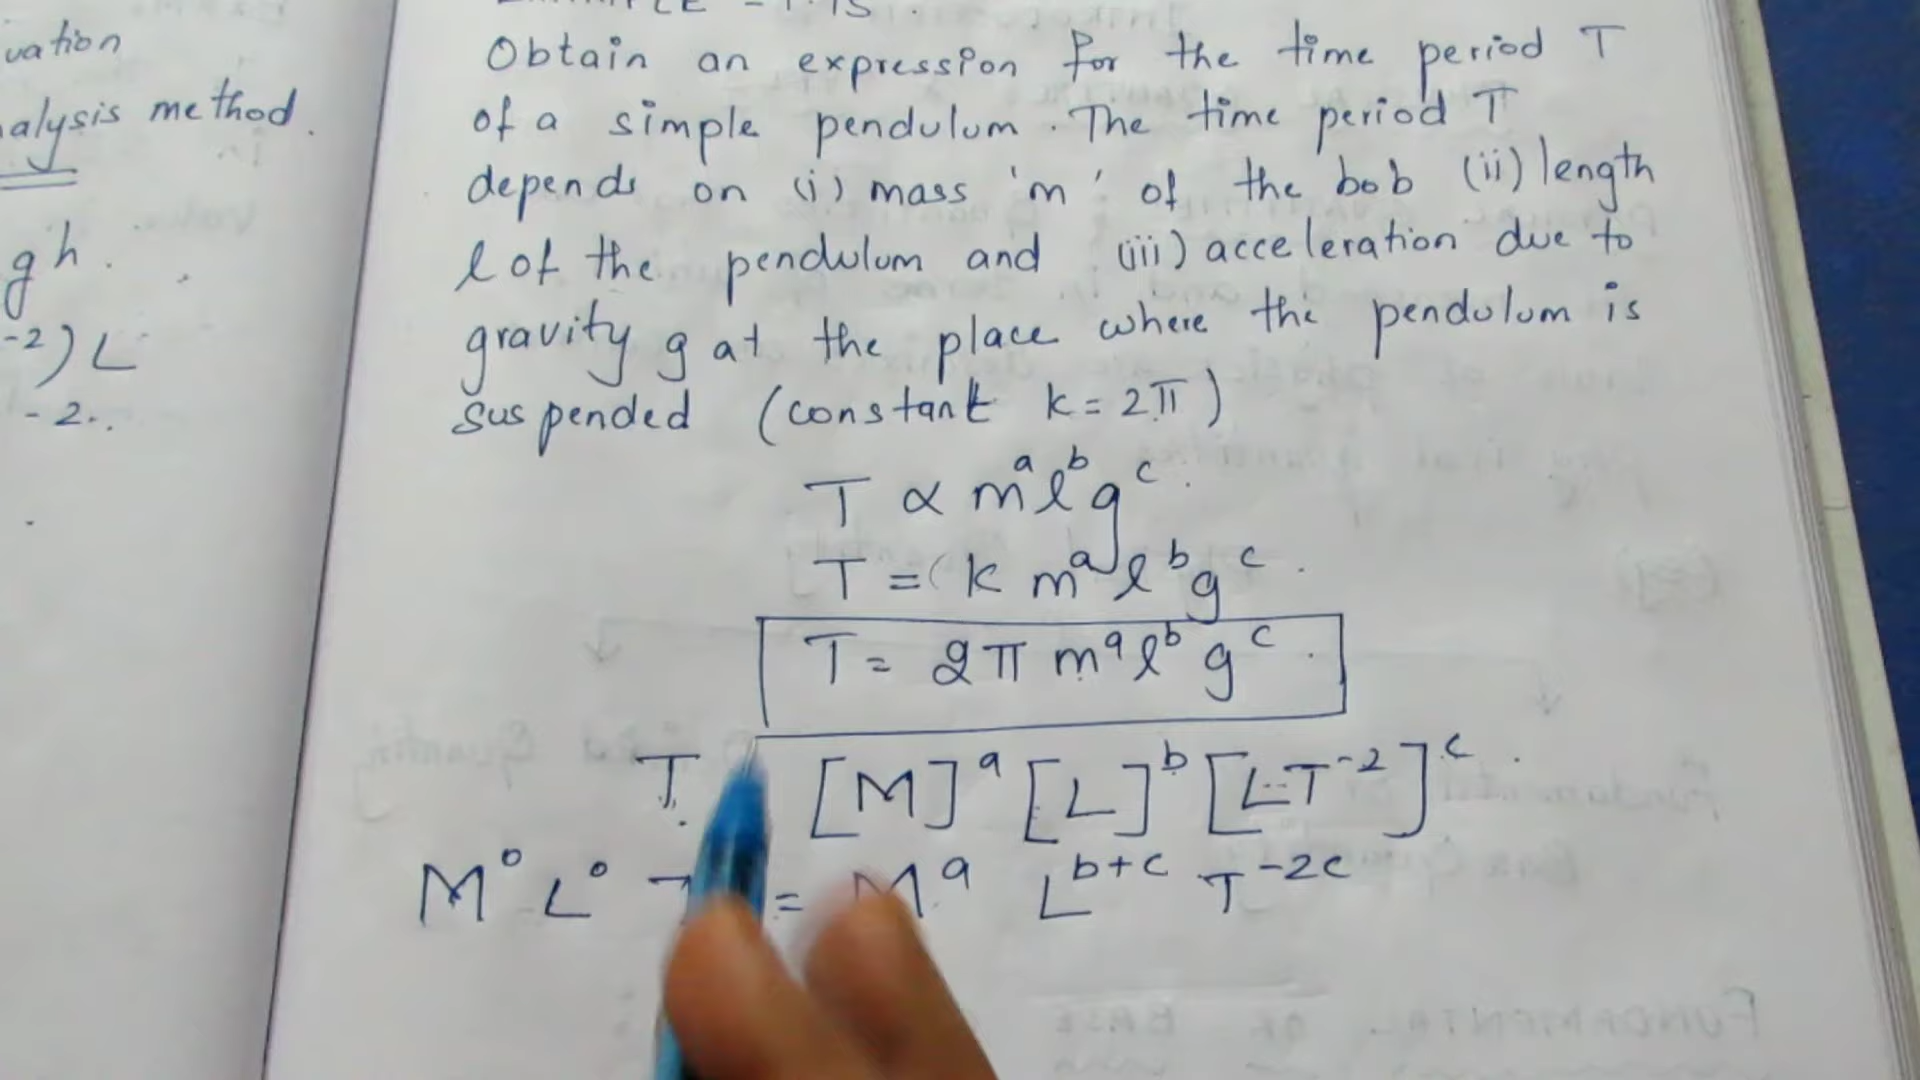 vation
alysis method.
gh.
-2) L
-2..
Obtain an expression for the time period T
of a simple pendulum. The time period T
depends on (i) mass 'm' of the bob (ii) length
l of the pendulum and (iii) acceleration due to
gravity g at the place where the pendulum is
suspended (constant k = 2π)
T ∝ m^a l^b g^c.
T = (k m^a l^b g^c.
T = 2π m^a l^b g^c.
T [M]^a [L]^b [LT^-2]^c.
M^0 L^0 = M^a L^b+c T^-2c